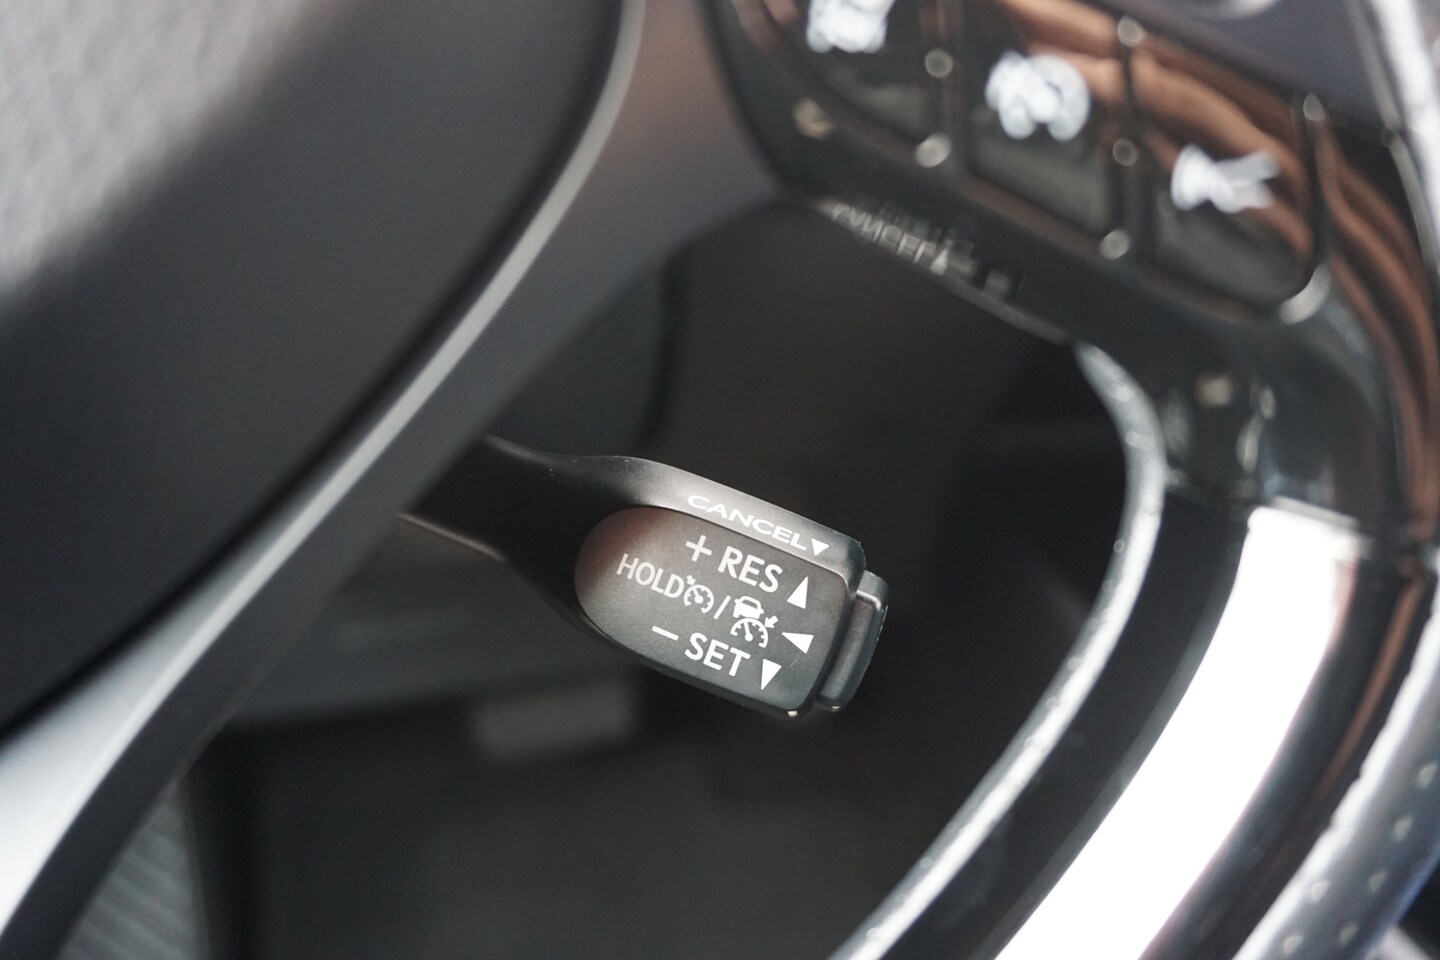 CANCEL▼
+ RES ▲
HOLD /
− SET ▼